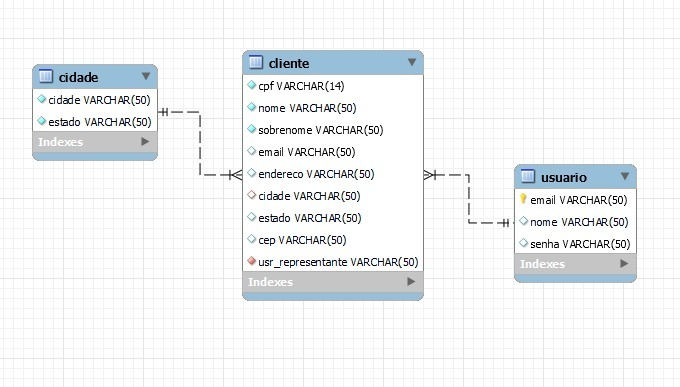 cidade
cidade VARCHAR(50)
estado VARCHAR(50)
Indexes
cliente
cpf VARCHAR(14)
nome VARCHAR(50)
sobrenome VARCHAR(50)
email VARCHAR(50)
endereco VARCHAR(50)
cidade VARCHAR(50)
estado VARCHAR(50)
cep VARCHAR(50)
usr_representante VARCHAR(50)
Indexes
usuario
email VARCHAR(50)
nome VARCHAR(50)
senha VARCHAR(50)
Indexes